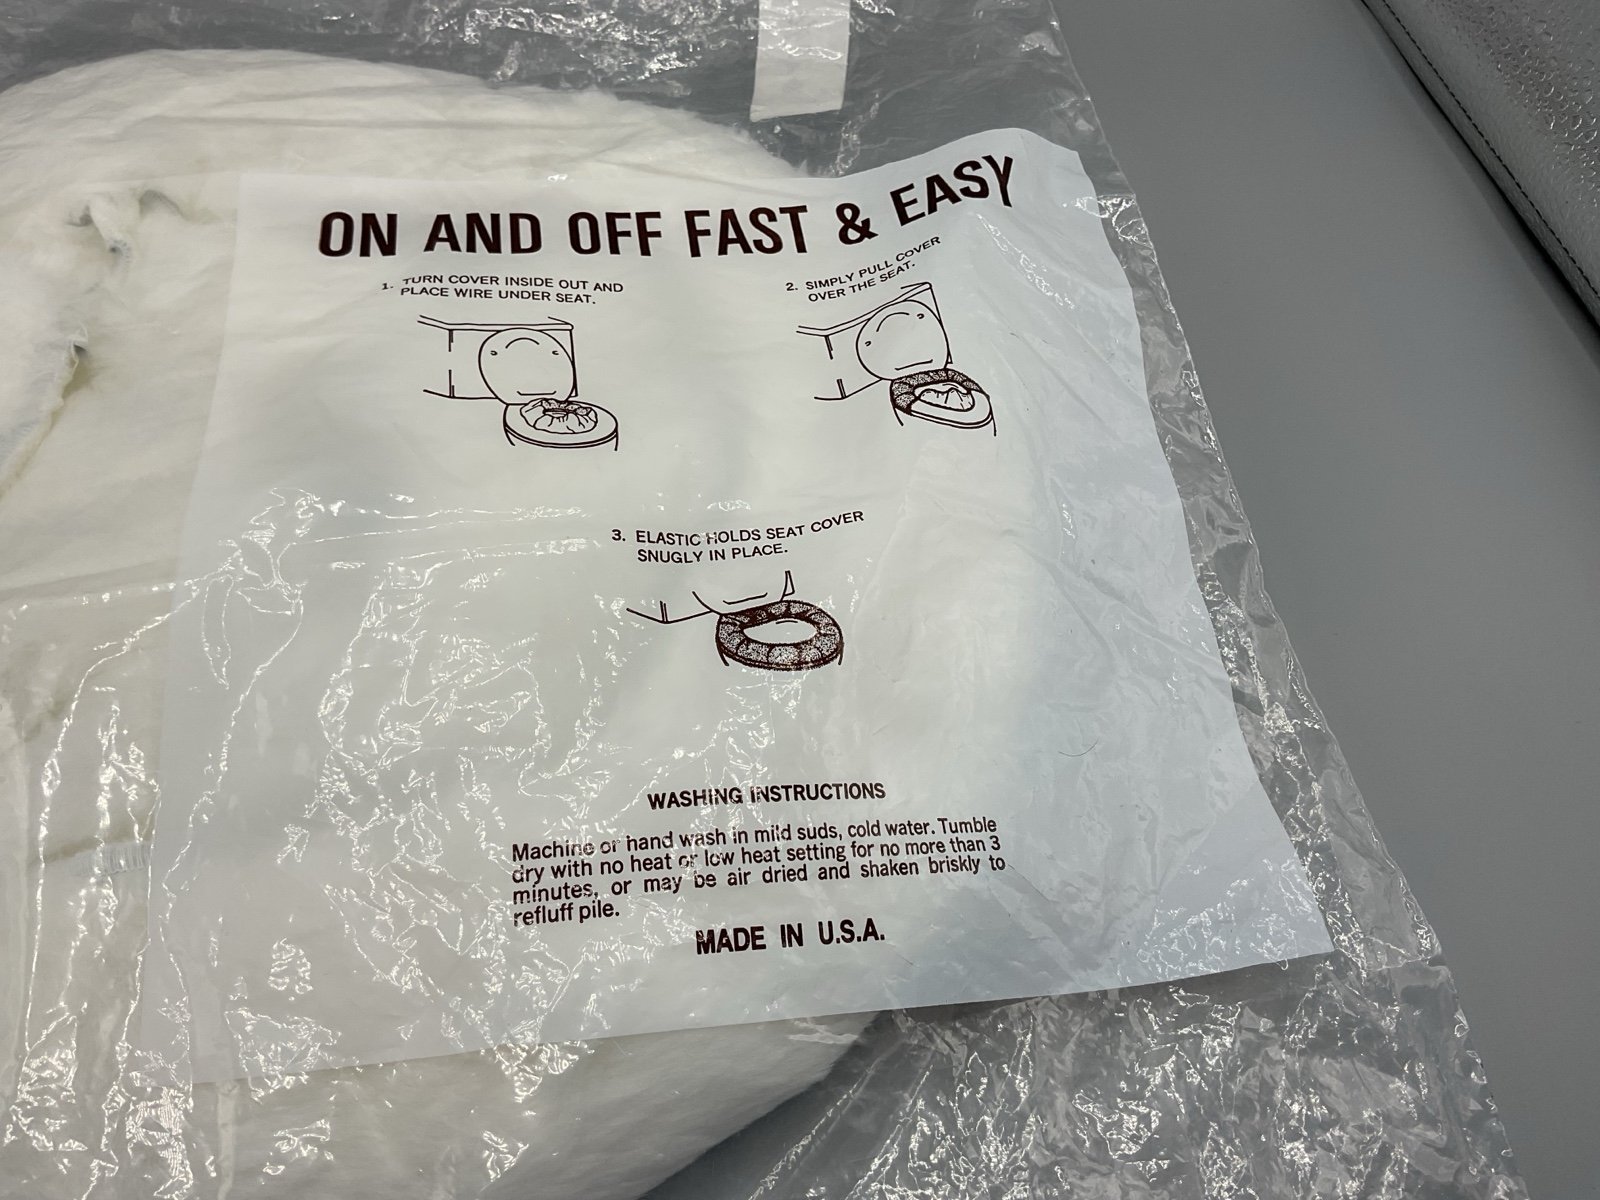 ON AND OFF FAST & EASY
1. TURN COVER INSIDE OUT AND
PLACE WIRE UNDER SEAT.
2. SIMPLY PULL COVER
OVER THE SEAT.
3. ELASTIC HOLDS SEAT COVER
SNUGLY IN PLACE.
WASHING INSTRUCTIONS
Machine or hand wash in mild suds, cold water. Tumble
dry with no heat or low heat setting for no more than 3
minutes, or may be air dried and shaken briskly to
refluff pile.
MADE IN U.S.A.